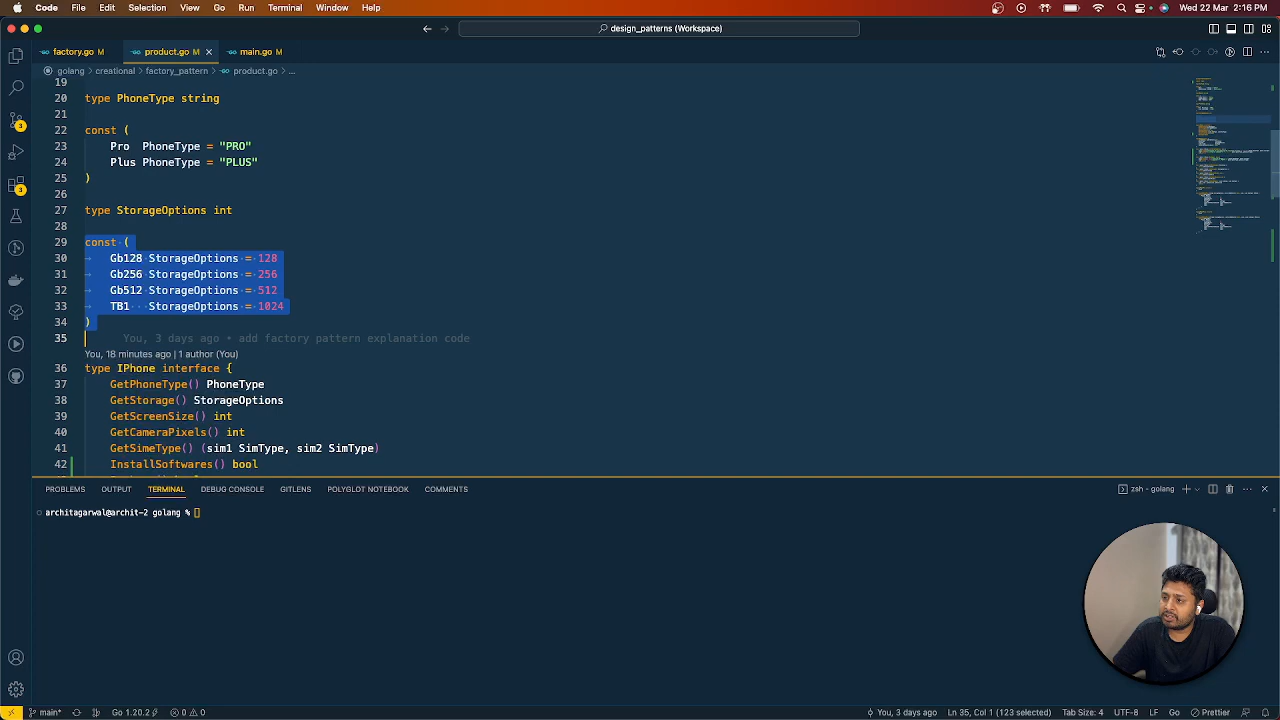 Code File Edit Selection View Go Run Terminal Window Help Wed 22 Mar 2:16 PM
design_patterns (Workspace)
factory.go M product.go M main.go M
golang creational factory_pattern product.go ...
19
20 type PhoneType string
21
22 const (
23 Pro PhoneType = "PRO"
24 Plus PhoneType = "PLUS"
25 )
26
27 type StorageOptions int
28
29 const (
30 Gb128 StorageOptions = 128
31 Gb256 StorageOptions = 256
32 Gb512 StorageOptions = 512
33 TB1 StorageOptions = 1024
34 )
35 You, 3 days ago • add factory pattern explanation code
You, 18 minutes ago | 1 author (You)
36 type IPhone interface {
37 GetPhoneType() PhoneType
38 GetStorage() StorageOptions
39 GetScreenSize() int
40 GetCameraPixels() int
41 GetSimeType() (sim1 SimType, sim2 SimType)
42 InstallSoftwares() bool
3
3
PROBLEMS OUTPUT TERMINAL DEBUG CONSOLE GITLENS POLYGLOT NOTEBOOK COMMENTS zsh - golang
architagarwal@archit-2 golang %
main* Go 1.20.2 0 0 You, 3 days ago Ln 35, Col 1 (123 selected) Tab Size: 4 UTF-8 LF Go Prettier